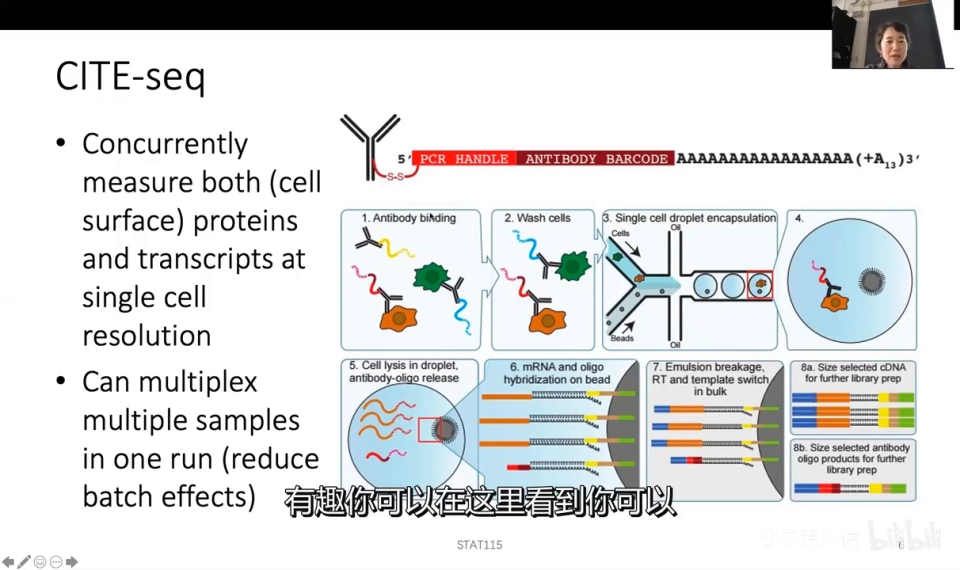 CITE-seq
• Concurrently
measure both (cell
surface) proteins
and transcripts at
single cell
resolution
• Can multiplex
multiple samples
in one run (reduce
batch effects)
5' PCR HANDLE ANTIBODY BARCODE AAAAAAAAAAAAAAAAA(+A13)3'
S-S
1. Antibody binding
2. Wash cells
3. Single cell droplet encapsulation
Cells
Oil
Beads
Oil
4.
5. Cell lysis in droplet,
antibody-oligo release
6. mRNA and oligo
hybridization on bead
7. Emulsion breakage,
RT and template switch
in bulk
8a. Size selected cDNA
for further library prep
8b. Size selected antibody
oligo products for further
library prep
有趣你可以在这里看到你可以
STAT115
6
bilibili